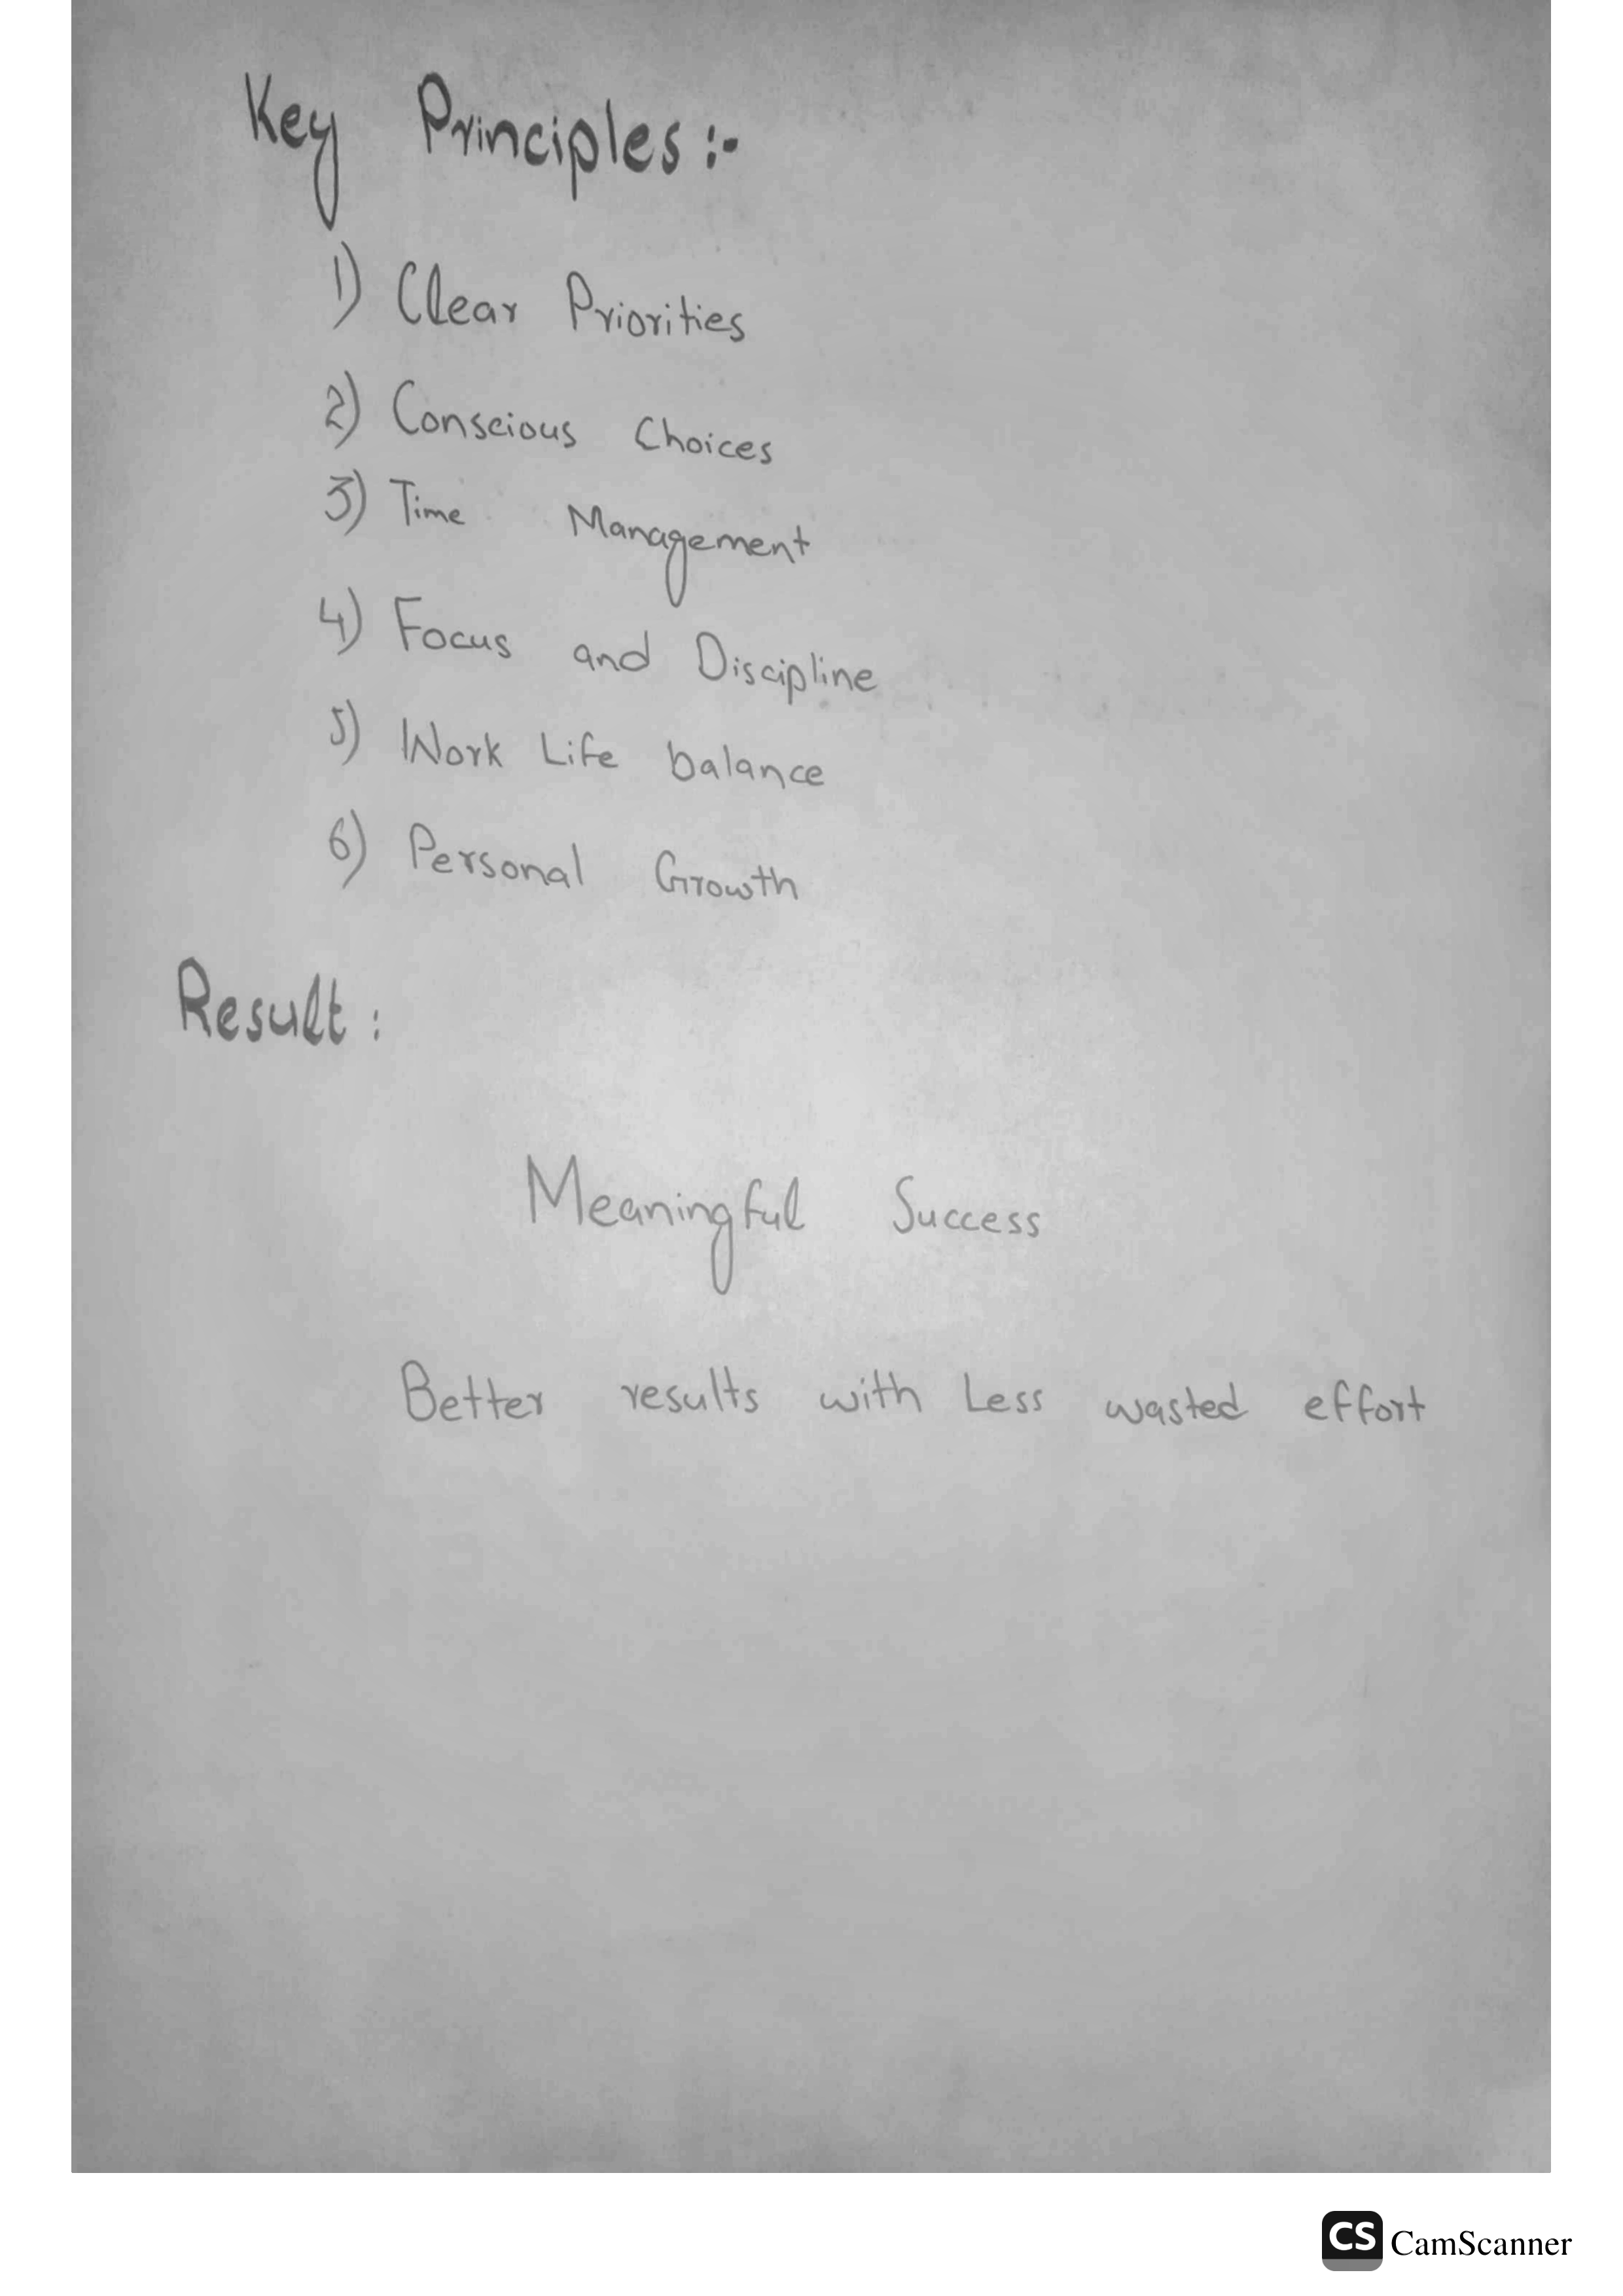 Key Principles :-
1) Clear Priorities
2) Conscious Choices
3) Time Management
4) Focus and Discipline
5) Work Life balance
6) Personal Growth
Result :
Meaningful Success
Better results with Less wasted effort
CS CamScanner